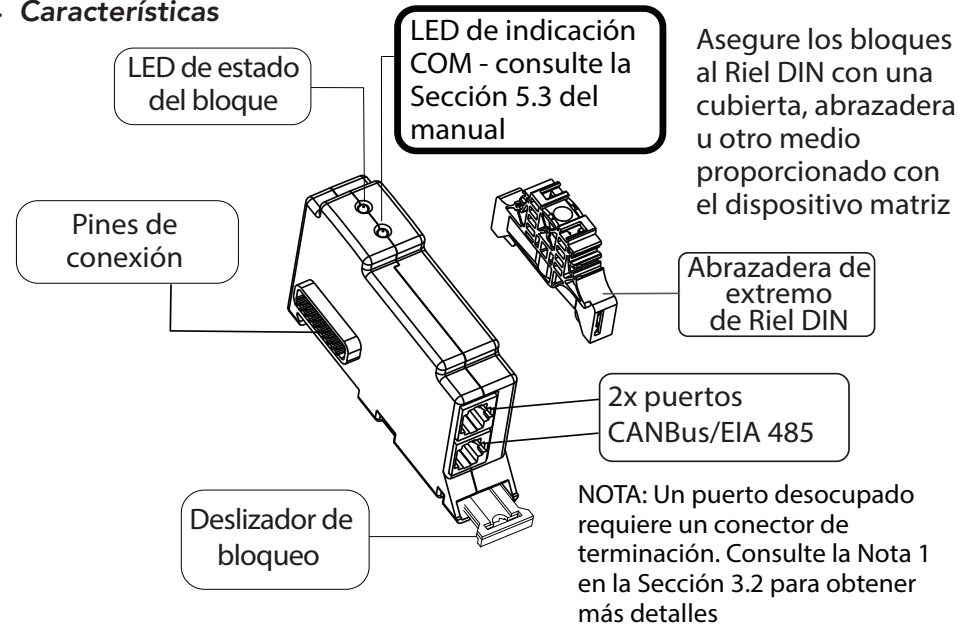 Características
LED de estado
del bloque
LED de indicación
COM - consulte la
Sección 5.3 del
manual
Asegure los bloques
al Riel DIN con una
cubierta, abrazadera
u otro medio
proporcionado con
el dispositivo matriz
Pines de
conexión
Abrazadera de
extremo
de Riel DIN
2x puertos
CANBus/EIA 485
Deslizador de
bloqueo
NOTA: Un puerto desocupado
requiere un conector de
terminación. Consulte la Nota 1
en la Sección 3.2 para obtener
más detalles